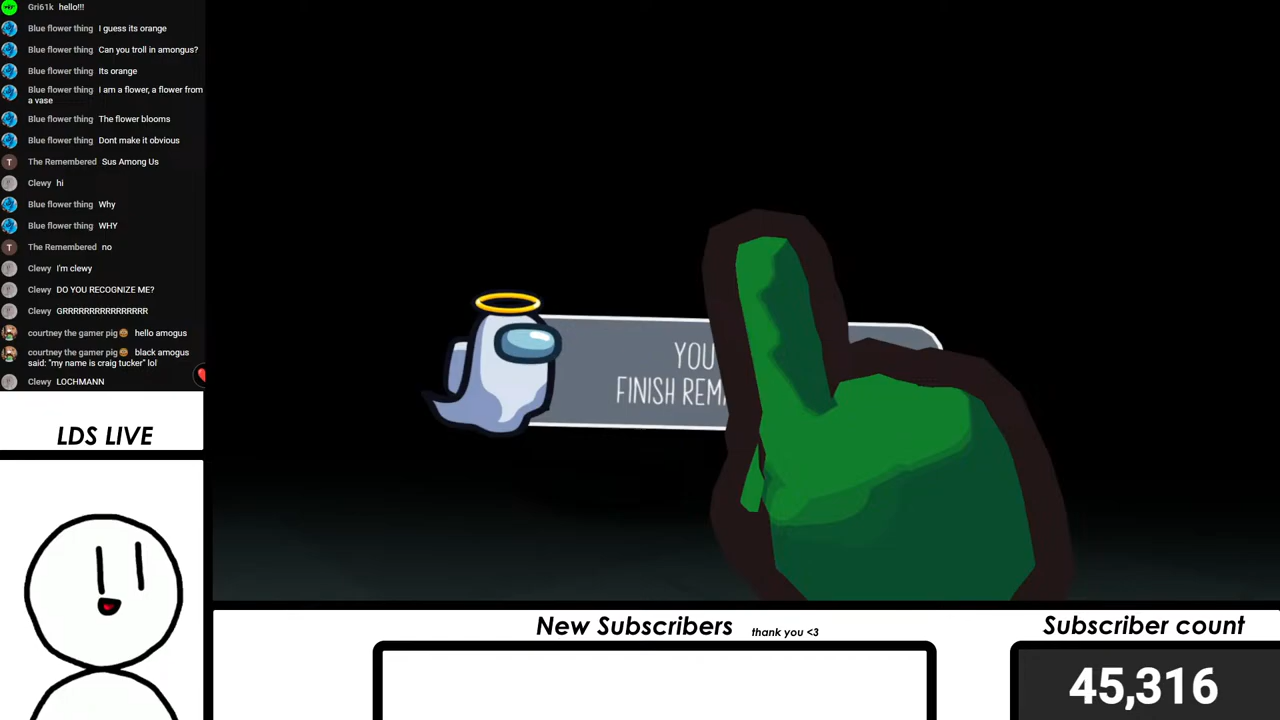 Gri61k hello!!!
Blue flower thing I guess its orange
Blue flower thing Can you troll in amongus?
Blue flower thing Its orange
Blue flower thing I am a flower, a flower from
a vase
Blue flower thing The flower blooms
Blue flower thing Dont make it obvious
T The Remembered Sus Among Us
Clewy hi
Blue flower thing Why
Blue flower thing WHY
T The Remembered no
Clewy I'm clewy
Clewy DO YOU RECOGNIZE ME?
Clewy GRRRRRRRRRRRRRRR
courtney the gamer pig🍪 hello amogus
courtney the gamer pig🍪 black amogus
said: "my name is craig tucker" lol
Clewy LOCHMANN
LDS LIVE
YOU
FINISH REM
New Subscribers thank you <3
Subscriber count
45,316